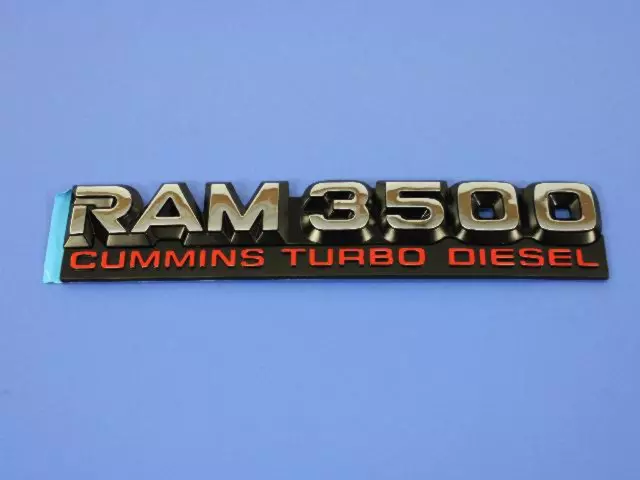 RAM 3500
CUMMINS TURBO DIESEL